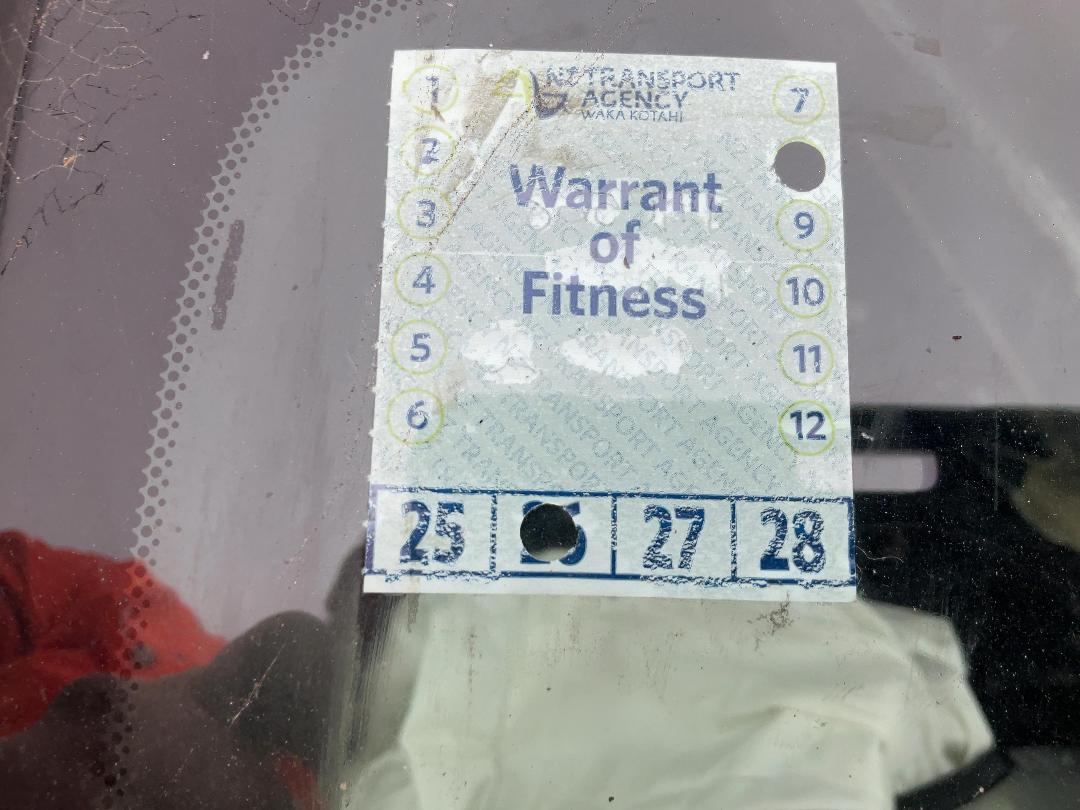 NZ TRANSPORT
AGENCY
WAKA KOTAHI
Warrant
of
Fitness
1
2
3
4
5
6
7
9
10
11
12
25 27 28